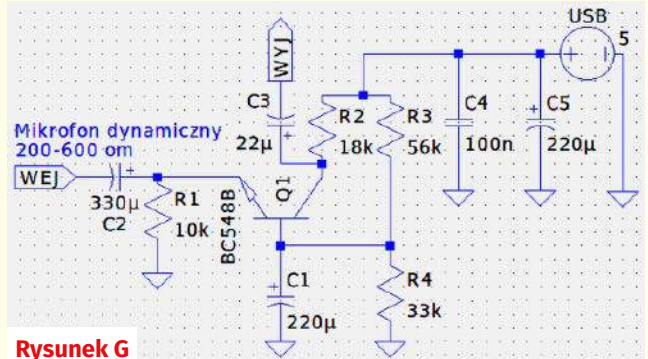 USB
5
WYJ
C3
22µ
R2
18k
R3
56k
C4
100n
C5
220µ
Mikrofon dynamiczny
200-600 om
WEJ
330µ
C2
R1
10k
BC548B
Q1
C1
220µ
R4
33k
Rysunek G